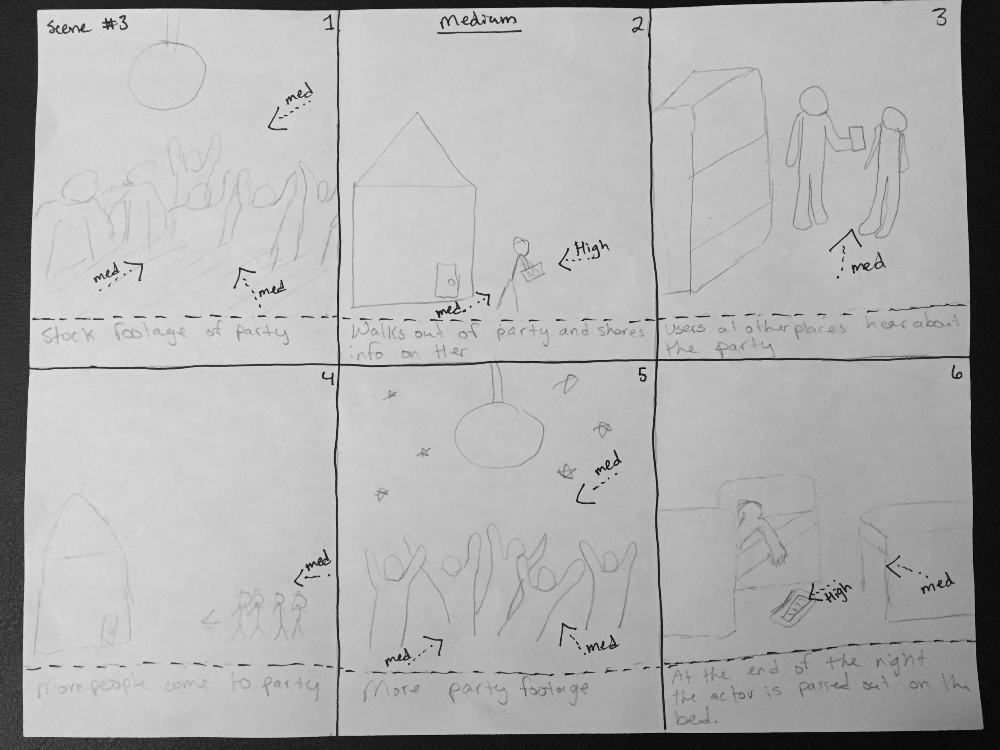 Scene #3
1
med
med
med
Stock footage of party
Medium
2
High
med
Walks out of party and shares
info on Her
3
med
Users at other places hear about
the party
4
med
More people come to party
5
med
med
med
More party footage
6
med
High
At the end of the night
the actor is passed out on the
bed.